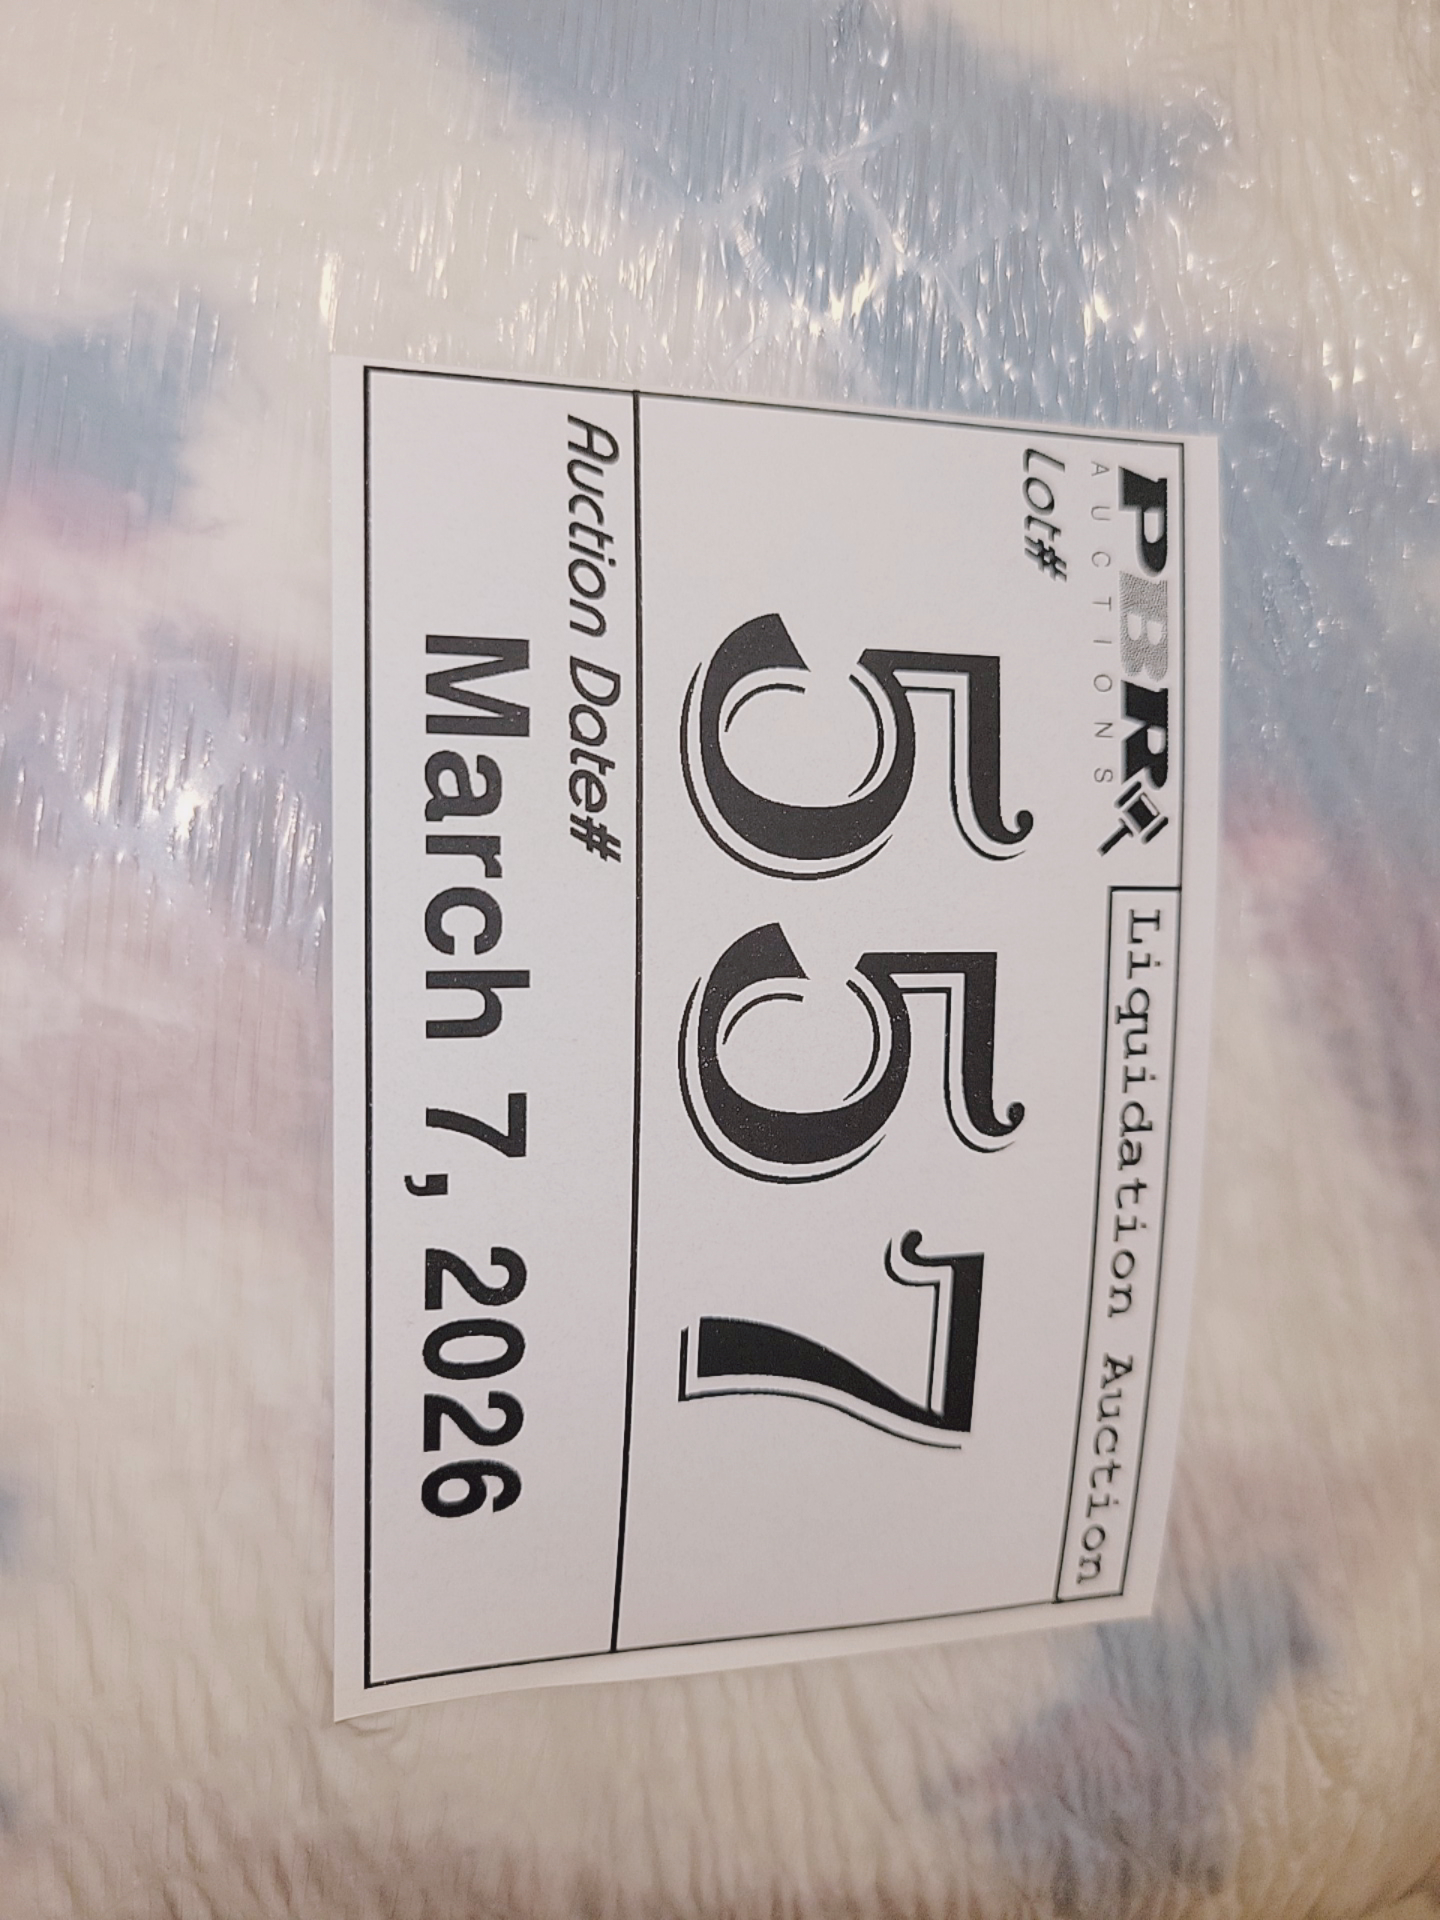 PBR
AUCTIONS
Liquidation Auction
Lot#
557
Auction Date#
March 7, 2026